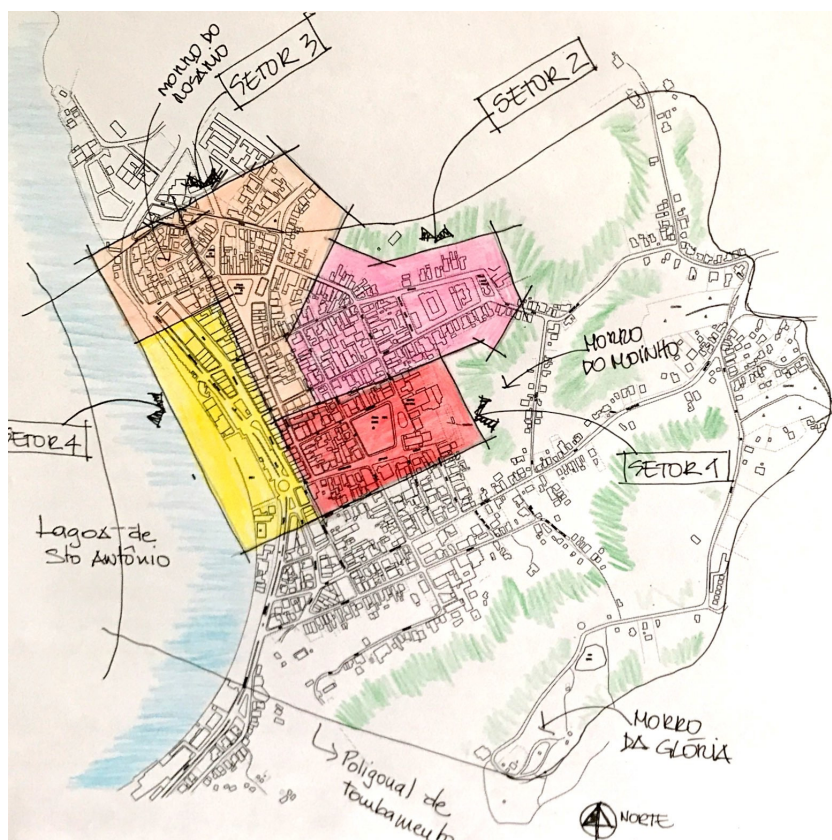 MORRO DO
ROSÁRIO
SETOR 3
SETOR 2
MORRO
DO MOINHO
SETOR 4
SETOR 1
Lagoa de
Sto Antônio
MORRO
DA GLÓRIA
Poligonal de
Tombamento
NORTE